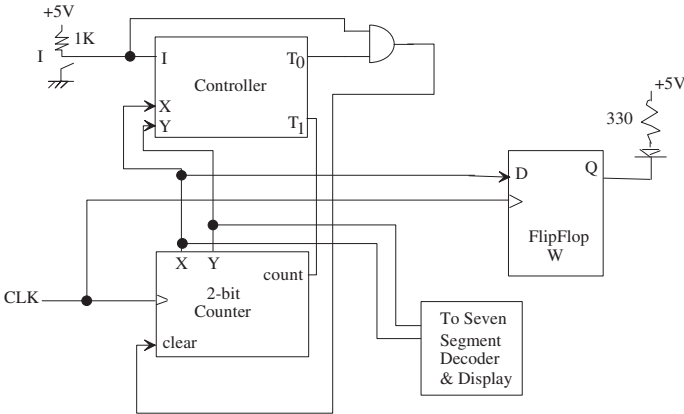 +5V
1K
I
I
T0
Controller
X
Y
T1
+5V
330
D
Q
FlipFlop
W
X
Y
count
2-bit
Counter
CLK
clear
To Seven
Segment
Decoder
& Display